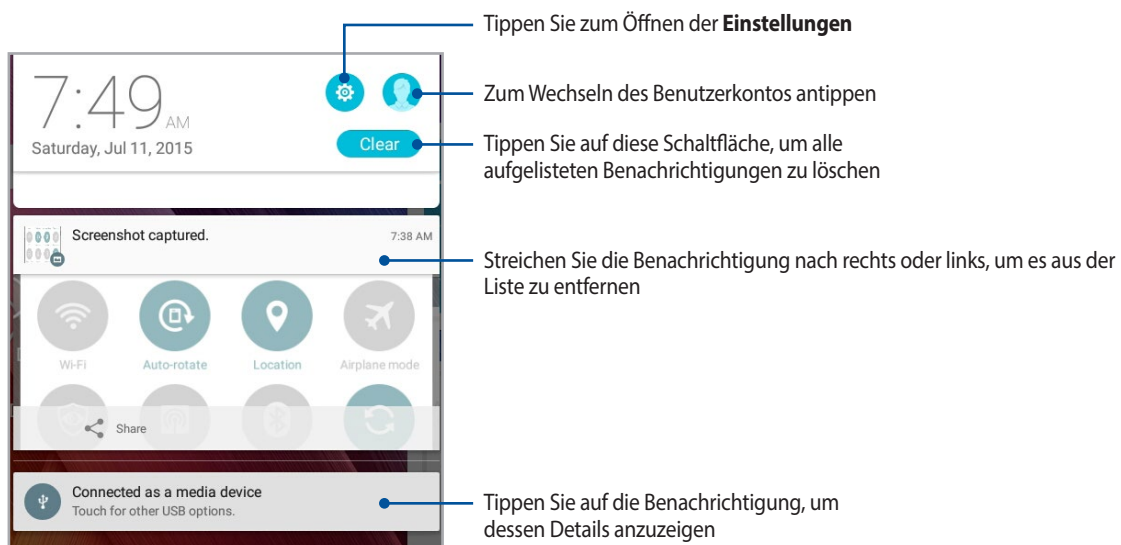 Tippen Sie zum Öffnen der Einstellungen
7:49 AM
Zum Wechseln des Benutzerkontos antippen
Saturday, Jul 11, 2015
Clear
Tippen Sie auf diese Schaltfläche, um alle
aufgelisteten Benachrichtigungen zu löschen
Screenshot captured.
7:38 AM
Streichen Sie die Benachrichtigung nach rechts oder links, um es aus der
Liste zu entfernen
Wi-Fi
Auto-rotate
Location
Airplane mode
Share
Connected as a media device
Touch for other USB options.
Tippen Sie auf die Benachrichtigung, um
dessen Details anzuzeigen